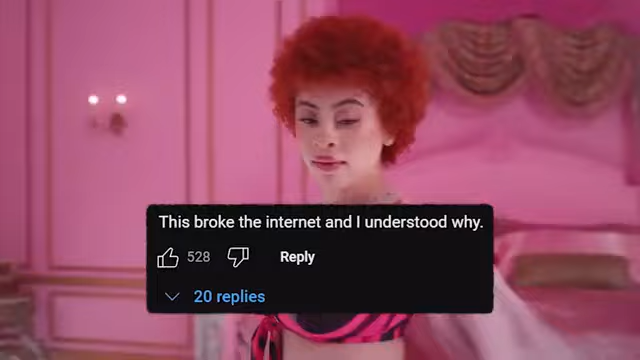 This broke the internet and I understood why.
528 Reply
20 replies